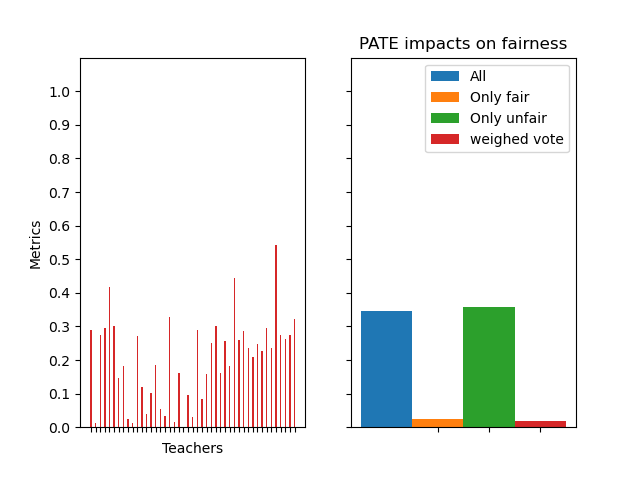 PATE impacts on fairness
All
Only fair
Only unfair
weighed vote
1.0
0.9
0.8
0.7
0.6
0.5
0.4
0.3
0.2
0.1
0.0
Metrics
Teachers